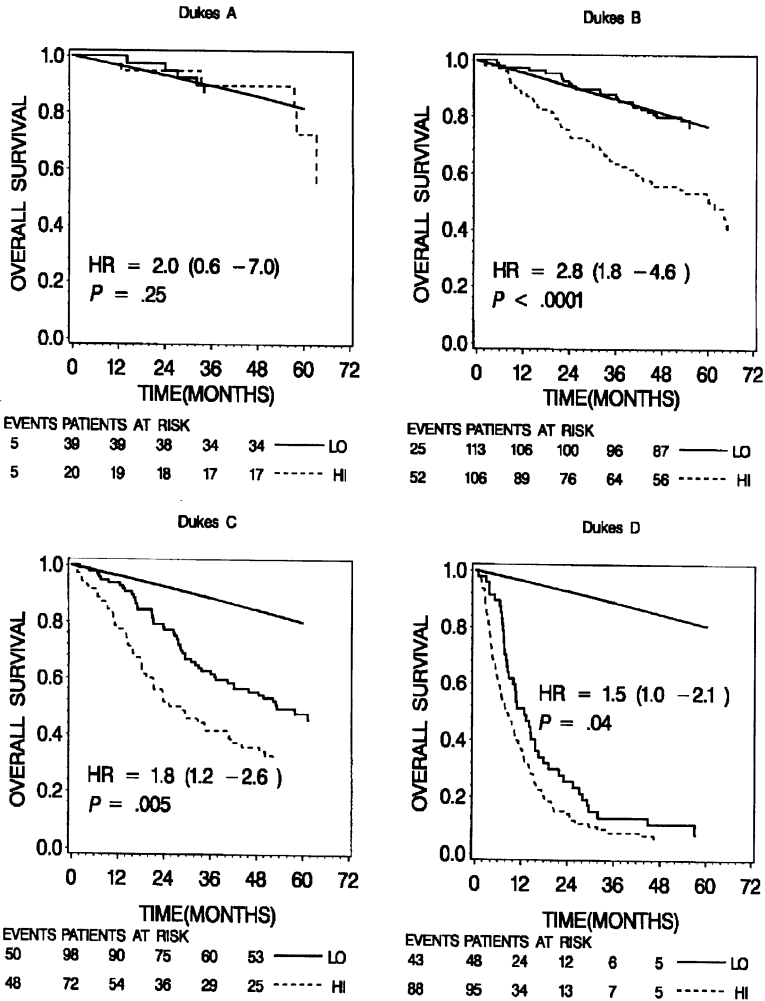 Dukes A
1.0
0.8
0.6
0.4
0.2
0.0
OVERALL SURVIVAL
HR = 2.0 (0.6 –7.0)
P = .25
0 12 24 36 48 60 72
TIME(MONTHS)
EVENTS PATIENTS AT RISK
5 39 39 38 34 34 LO
5 20 19 18 17 17 HI
Dukes B
1.0
0.8
0.6
0.4
0.2
0.0
OVERALL SURVIVAL
HR = 2.8 (1.8 –4.6 )
P < .0001
0 12 24 36 48 60 72
TIME(MONTHS)
EVENTS PATIENTS AT RISK
25 113 106 100 96 87 LO
52 106 89 76 64 56 HI
Dukes C
1.0
0.8
0.6
0.4
0.2
0.0
OVERALL SURVIVAL
HR = 1.8 (1.2 –2.6 )
P = .005
0 12 24 36 48 60 72
TIME(MONTHS)
EVENTS PATIENTS AT RISK
50 98 90 75 60 53 LO
48 72 54 36 29 25 HI
Dukes D
1.0
0.8
0.6
0.4
0.2
0.0
OVERALL SURVIVAL
HR = 1.5 (1.0 –2.1 )
P = .04
0 12 24 36 48 60 72
TIME(MONTHS)
EVENTS PATIENTS AT RISK
43 48 24 12 6 5 LO
88 95 34 13 7 5 HI